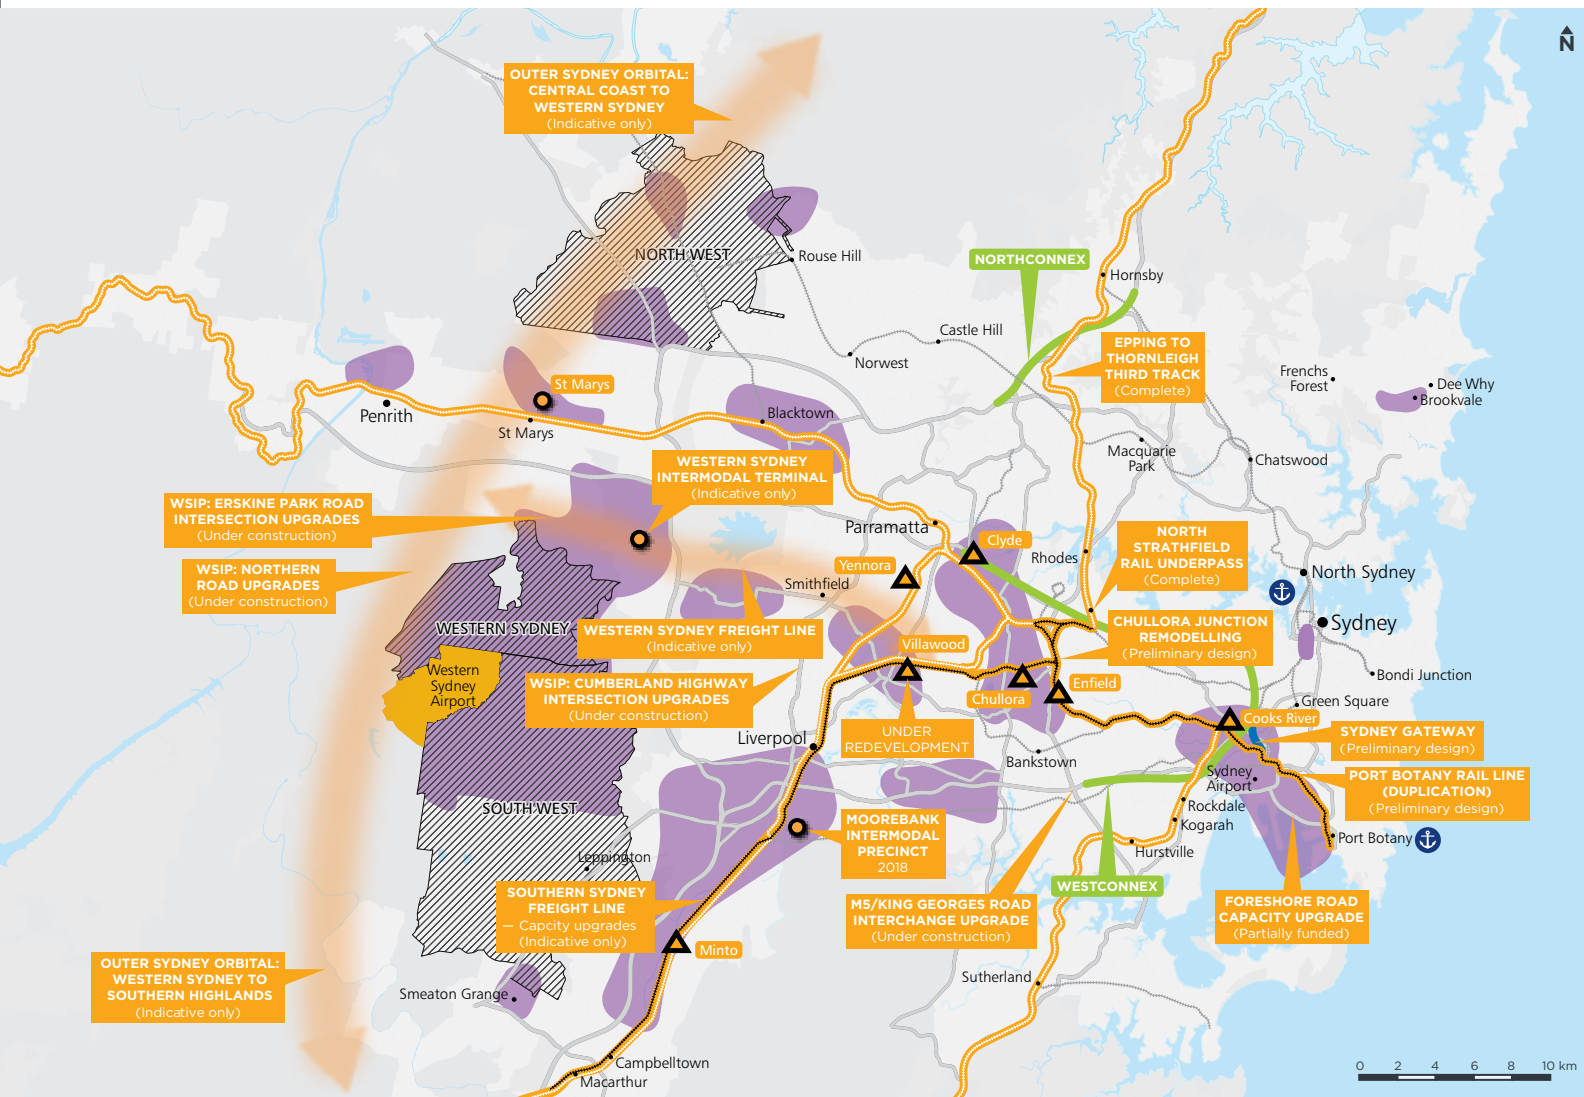 N
OUTER SYDNEY ORBITAL:
CENTRAL COAST TO
WESTERN SYDNEY
(Indicative only)
NORTH WEST
Rouse Hill
NORTHCONNEX
Hornsby
Castle Hill
Norwest
EPPING TO
THORNLEIGH
THIRD TRACK
(Complete)
Frenchs
Forest
Dee Why
Brookvale
St Marys
Penrith
St Marys
Blacktown
Macquarie
Park
Chatswood
WESTERN SYDNEY
INTERMODAL TERMINAL
(Indicative only)
WSIP: ERSKINE PARK ROAD
INTERSECTION UPGRADES
(Under construction)
Parramatta
Clyde
Rhodes
NORTH
STRATHFIELD
RAIL UNDERPASS
(Complete)
WSIP: NORTHERN
ROAD UPGRADES
(Under construction)
Yennora
Smithfield
North Sydney
Sydney
WESTERN SYDNEY
WESTERN SYDNEY FREIGHT LINE
(Indicative only)
Villawood
CHULLORA JUNCTION
REMODELLING
(Preliminary design)
Western
Sydney
Airport
WSIP: CUMBERLAND HIGHWAY
INTERSECTION UPGRADES
(Under construction)
Chullora
Enfield
Bondi Junction
Green Square
Cooks River
Liverpool
UNDER
REDEVELOPMENT
Bankstown
SYDNEY GATEWAY
(Preliminary design)
Sydney
Airport
PORT BOTANY RAIL LINE
(DUPLICATION)
(Preliminary design)
SOUTH WEST
Rockdale
Kogarah
Port Botany
MOOREBANK
INTERMODAL
PRECINCT
2018
Hurstville
Leppington
WESTCONNEX
SOUTHERN SYDNEY
FREIGHT LINE
— Capcity upgrades
(Indicative only)
M5/KING GEORGES ROAD
INTERCHANGE UPGRADE
(Under construction)
FORESHORE ROAD
CAPACITY UPGRADE
(Partially funded)
Minto
OUTER SYDNEY ORBITAL:
WESTERN SYDNEY TO
SOUTHERN HIGHLANDS
(Indicative only)
Smeaton Grange
Sutherland
Campbelltown
Macarthur
0 2 4 6 8 10 km